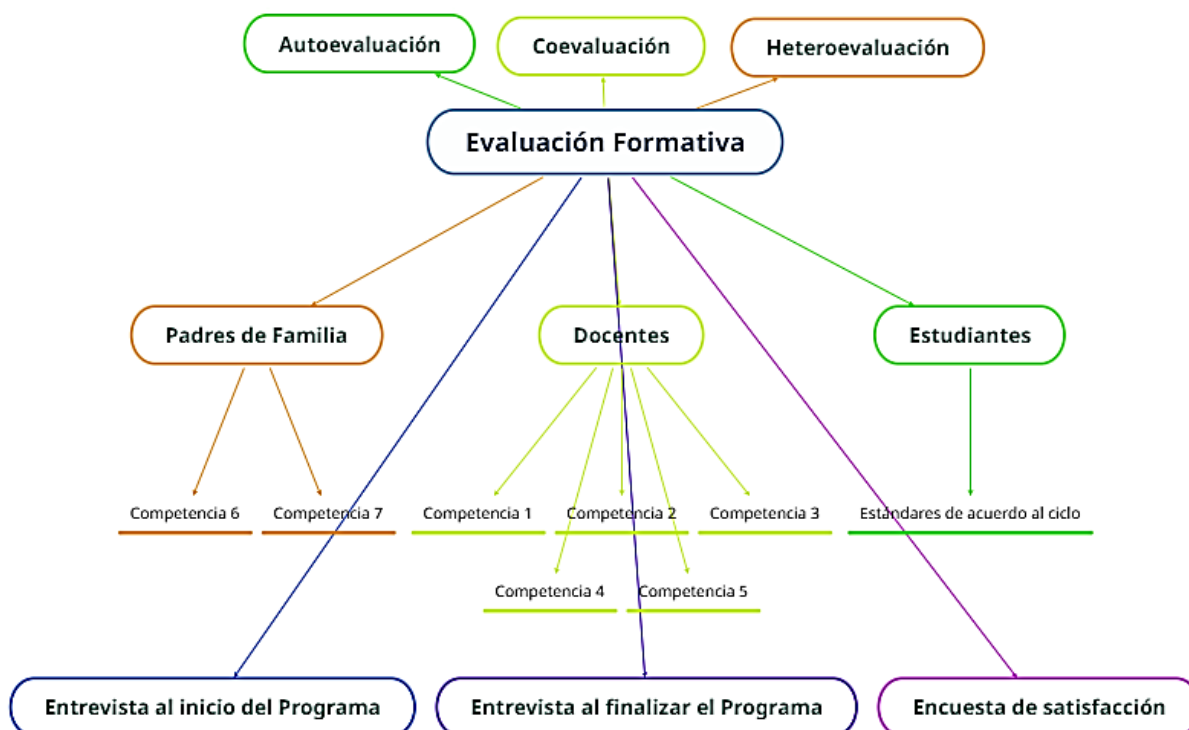 Autoevaluación
Coevaluación
Heteroevaluación
Evaluación Formativa
Padres de Familia
Docentes
Estudiantes
Competencia 6
Competencia 7
Competencia 1
Competencia 2
Competencia 3
Estándares de acuerdo al ciclo
Competencia 4
Competencia 5
Entrevista al inicio del Programa
Entrevista al finalizar el Programa
Encuesta de satisfacción